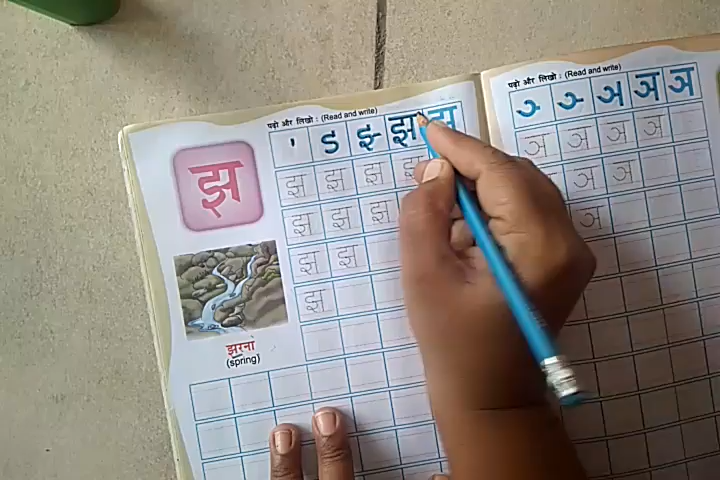 पढ़ो और लिखो : (Read and write)
झ झ
झ
झ झ झ झ
झ झ झ
झ झ
झ
झरना
(spring)
पढ़ो और लिखो : (Read and write)
ञ ञ
ञ ञ ञ ञ
ञ ञ
ञ